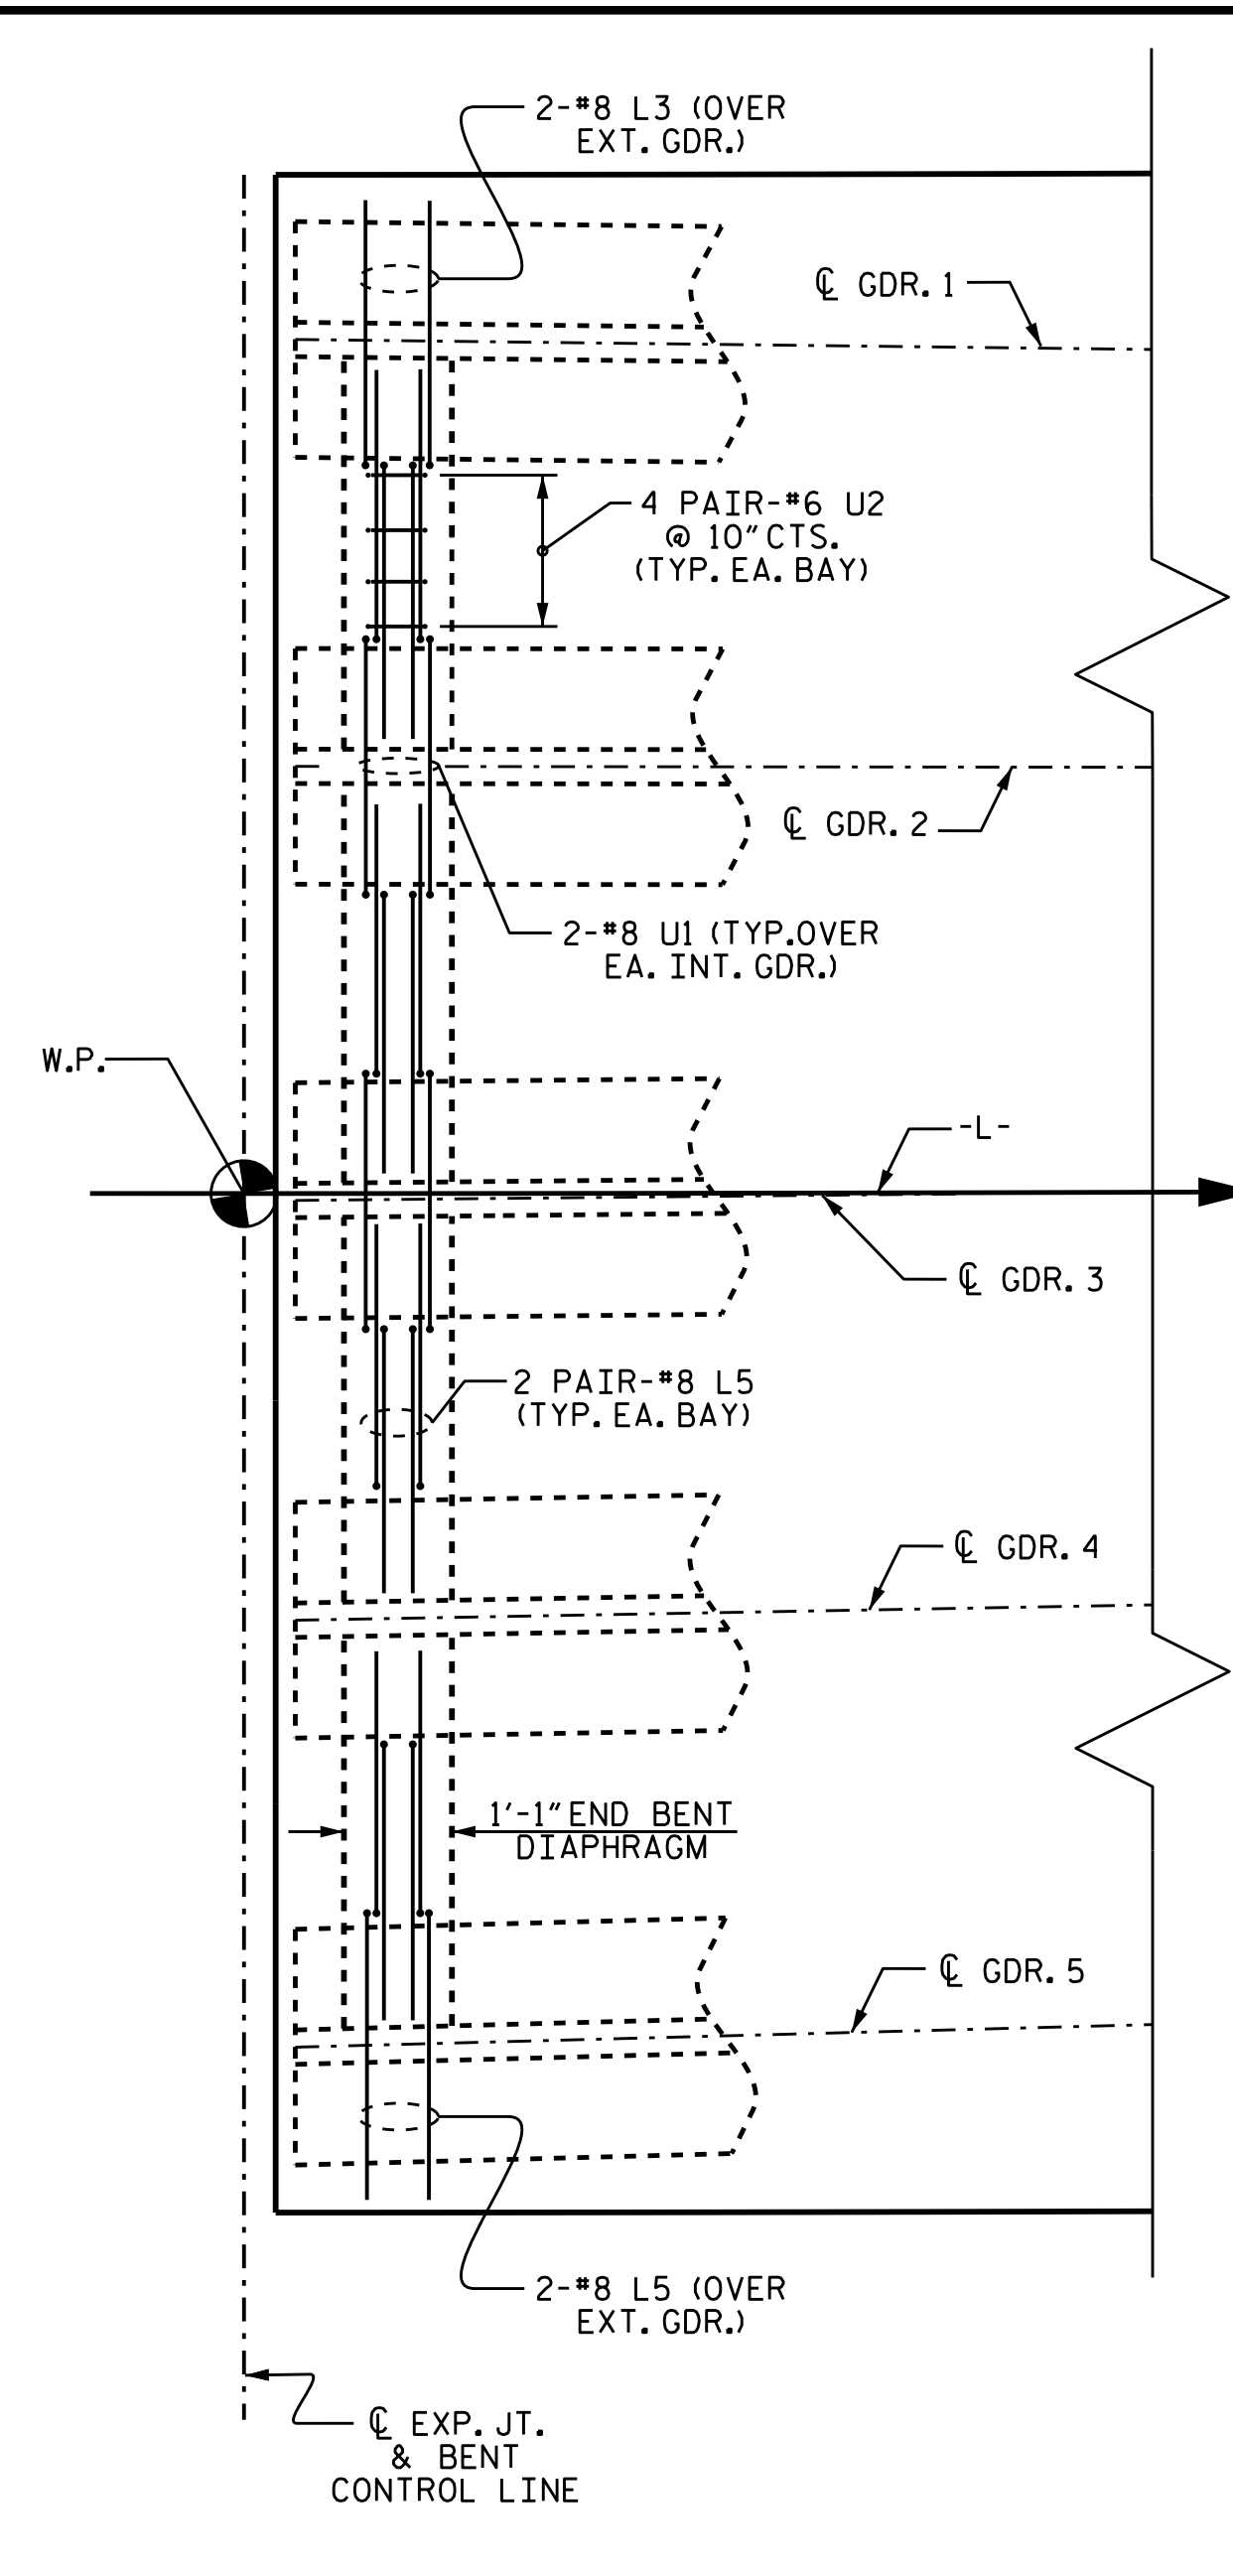 2-#8 L3 (OVER
EXT. GDR.)
℄ GDR. 1
4 PAIR-#6 U2
@ 10" CTS.
(TYP. EA. BAY)
℄ GDR. 2
2-#8 U1 (TYP.OVER
EA. INT. GDR.)
W.P.
-L-
℄ GDR. 3
2 PAIR-#8 L5
(TYP. EA. BAY)
℄ GDR. 4
1'-1" END BENT
DIAPHRAGM
℄ GDR. 5
2-#8 L5 (OVER
EXT. GDR.)
℄ EXP. JT.
& BENT
CONTROL LINE